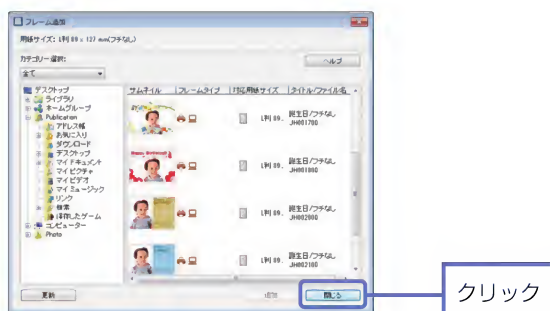 フレーム追加
用紙サイズ: L判 89 x 127 mm(フチなし)
カテゴリー選択:
ヘルプ
全て
デスクトップ
ライブラリ
ホームグループ
Publication
アドレス帳
お気に入り
ダウンロード
デスクトップ
マイ ドキュメント
マイ ピクチャ
マイ ビデオ
マイ ミュージック
リンク
検索
保存したゲーム
コンピューター
Photo
サムネイル フレームタイプ 対応用紙サイズ タイトル/ファイル名
L判 89.. 誕生日/フチなし
JH001700
L判 89.. 誕生日/フチなし
L判 89.. 誕生日/フチなし
JH002000
L判 89.. 誕生日/フチなし
JH002100
更新
閉じる
クリック